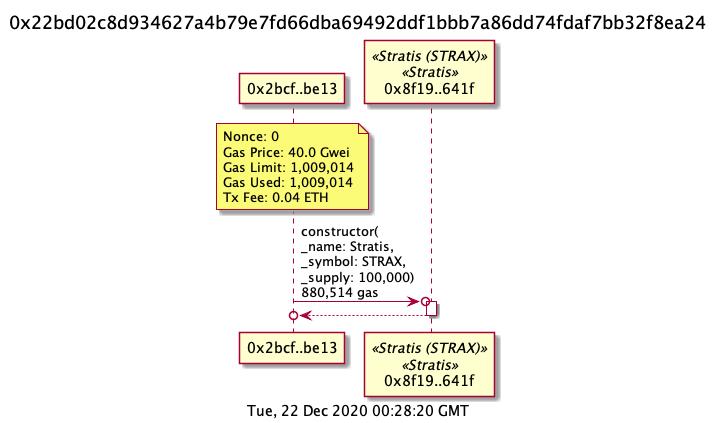 0x22bd02c8d934627a4b79e7fd66dba69492ddf1bbb7a86dd74fdaf7bb32f8ea24
«Stratis (STRAX)»
«Stratis»
0x2bcf..be13
0x8f19..641f
Nonce: 0
Gas Price: 40.0 Gwei
Gas Limit: 1,009,014
Gas Used: 1,009,014
Tx Fee: 0.04 ETH
constructor(
_name: Stratis,
_symbol: STRAX,
_supply: 100,000)
880,514 gas
0x2bcf..be13
«Stratis (STRAX)»
«Stratis»
0x8f19..641f
Tue, 22 Dec 2020 00:28:20 GMT